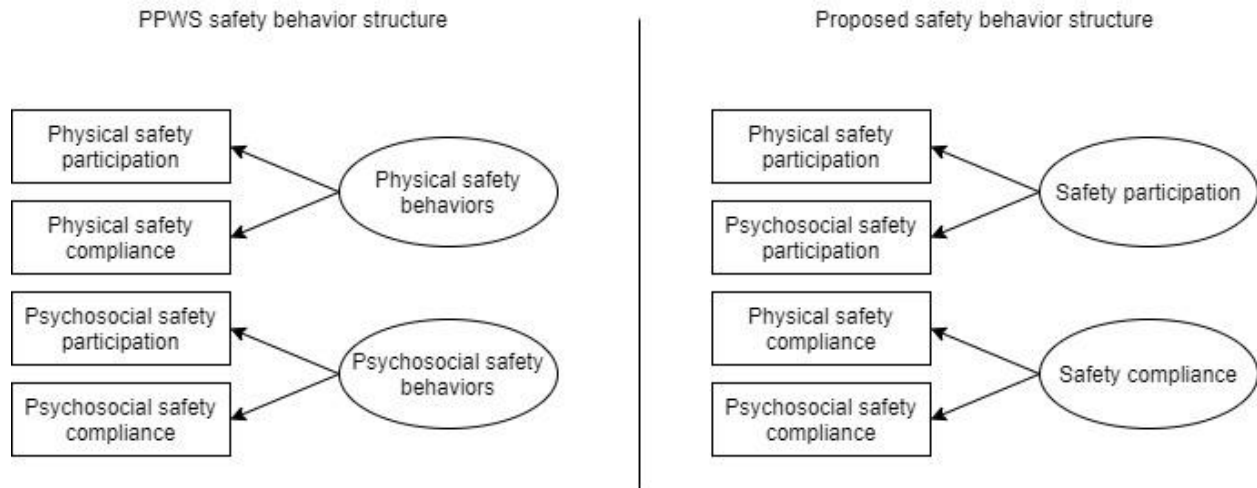 PPWS safety behavior structure
Physical safety
participation
Physical safety
compliance
Psychosocial safety
participation
Psychosocial safety
compliance
Physical safety
behaviors
Psychosocial safety
behaviors
Proposed safety behavior structure
Physical safety
participation
Psychosocial safety
participation
Physical safety
compliance
Psychosocial safety
compliance
Safety participation
Safety compliance